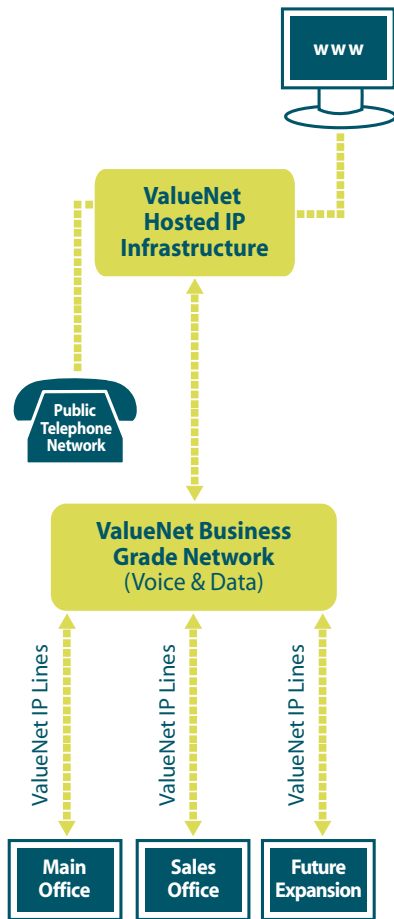 www
ValueNet
Hosted IP
Infrastructure
Public
Telephone
Network
ValueNet Business
Grade Network
(Voice & Data)
ValueNet IP Lines
ValueNet IP Lines
ValueNet IP Lines
Main
Office
Sales
Office
Future
Expansion